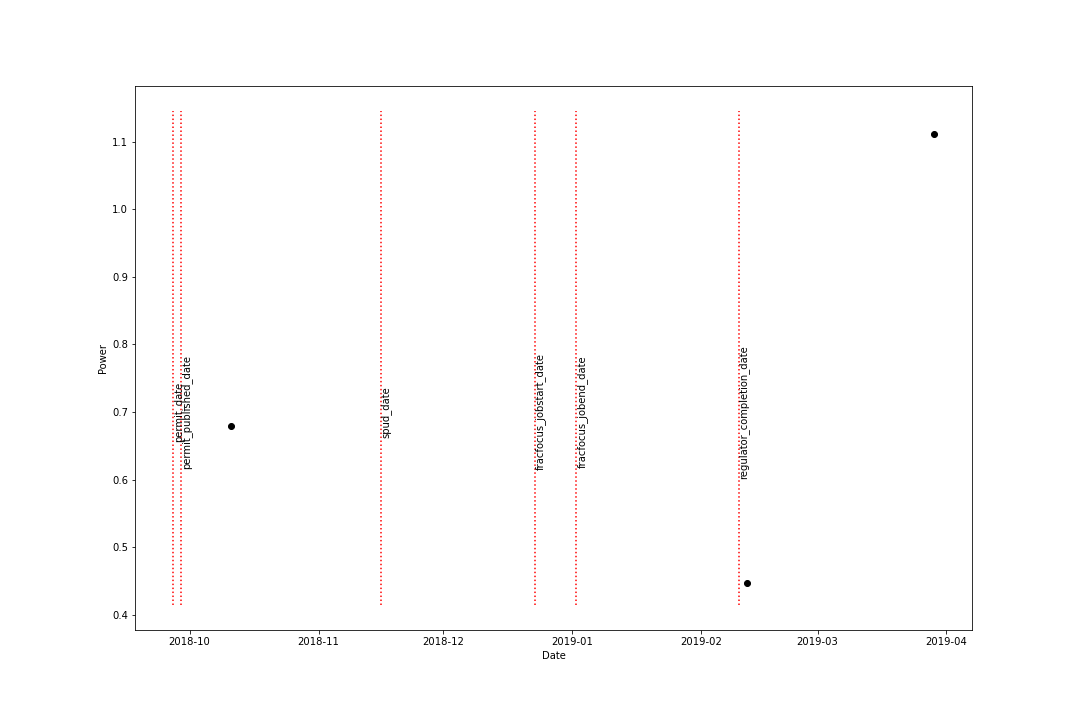 1.1
1.0
0.9
0.8
0.7
0.6
0.5
0.4
Power
permit_date
permit_published_date
spud_date
fracfocus_jobstart_date
fracfocus_jobend_date
regulator_completion_date
2018-10 2018-11 2018-12 2019-01 2019-02 2019-03 2019-04
Date